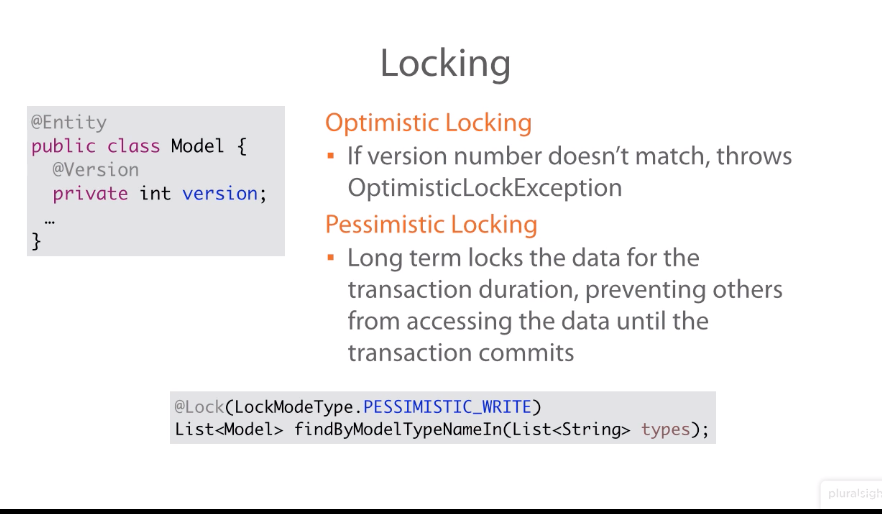 Locking
@Entity
public class Model {
@Version
private int version;
…
}
Optimistic Locking
▪ If version number doesn’t match, throws
OptimisticLockException
Pessimistic Locking
▪ Long term locks the data for the
transaction duration, preventing others
from accessing the data until the
transaction commits
@Lock(LockModeType.PESSIMISTIC_WRITE)
List<Model> findByModelTypeNameIn(List<String> types);
pluralsigh